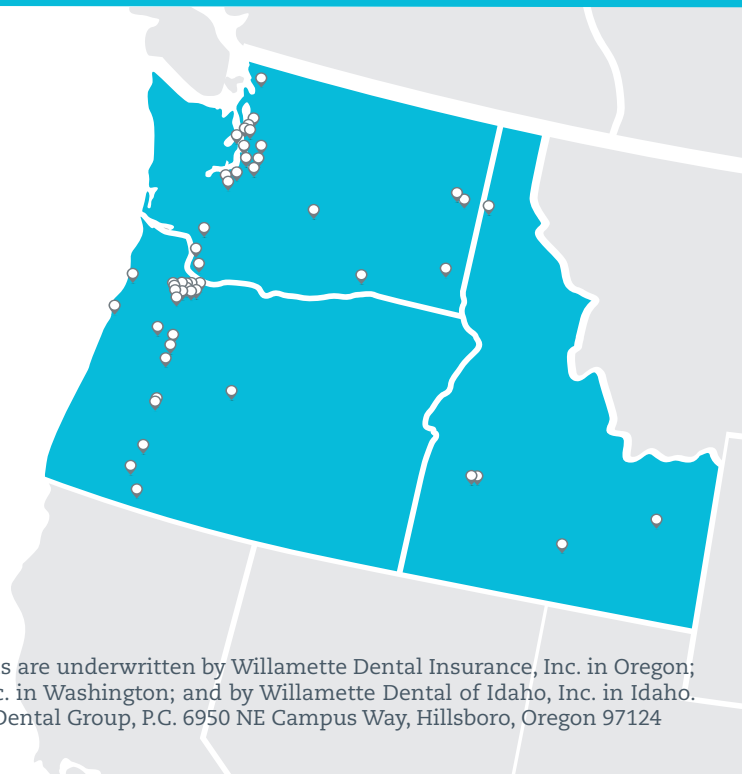 s are underwritten by Willamette Dental Insurance, Inc. in Oregon;
c. in Washington; and by Willamette Dental of Idaho, Inc. in Idaho.
Dental Group, P.C. 6950 NE Campus Way, Hillsboro, Oregon 97124